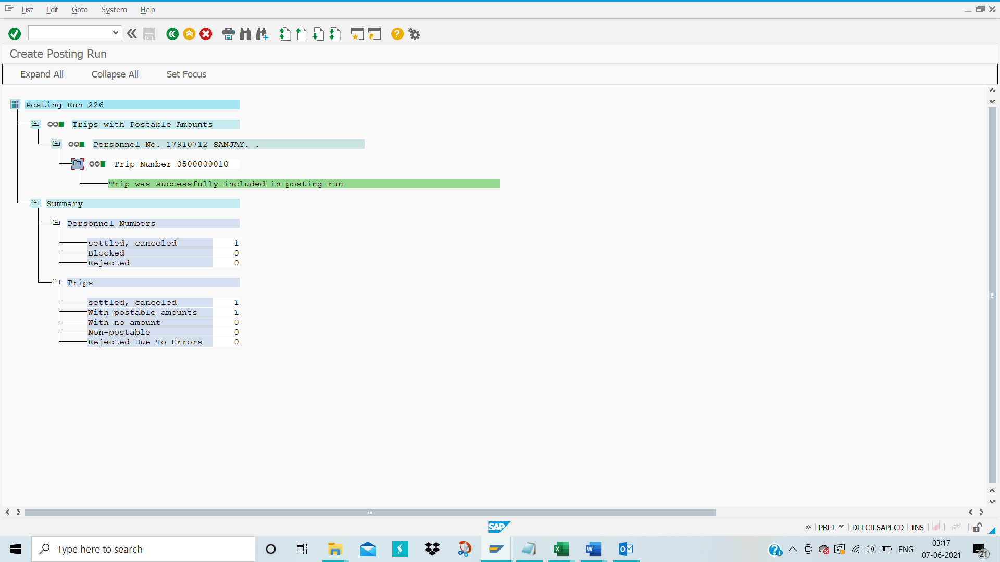 List Edit Goto System Help
Create Posting Run
Expand All Collapse All Set Focus
Posting Run 226
Trips with Postable Amounts
Personnel No. 17910712 SANJAY. .
Trip Number 0500000010
Trip was successfully included in posting run
Summary
Personnel Numbers
settled, canceled 1
Blocked 0
Rejected 0
Trips
settled, canceled 1
With postable amounts 1
With no amount 0
Non-postable 0
Rejected Due To Errors 0
SAP
PRFI DELCILSAPECD INS
Type here to search
ENG
03:17
07-06-2021
21